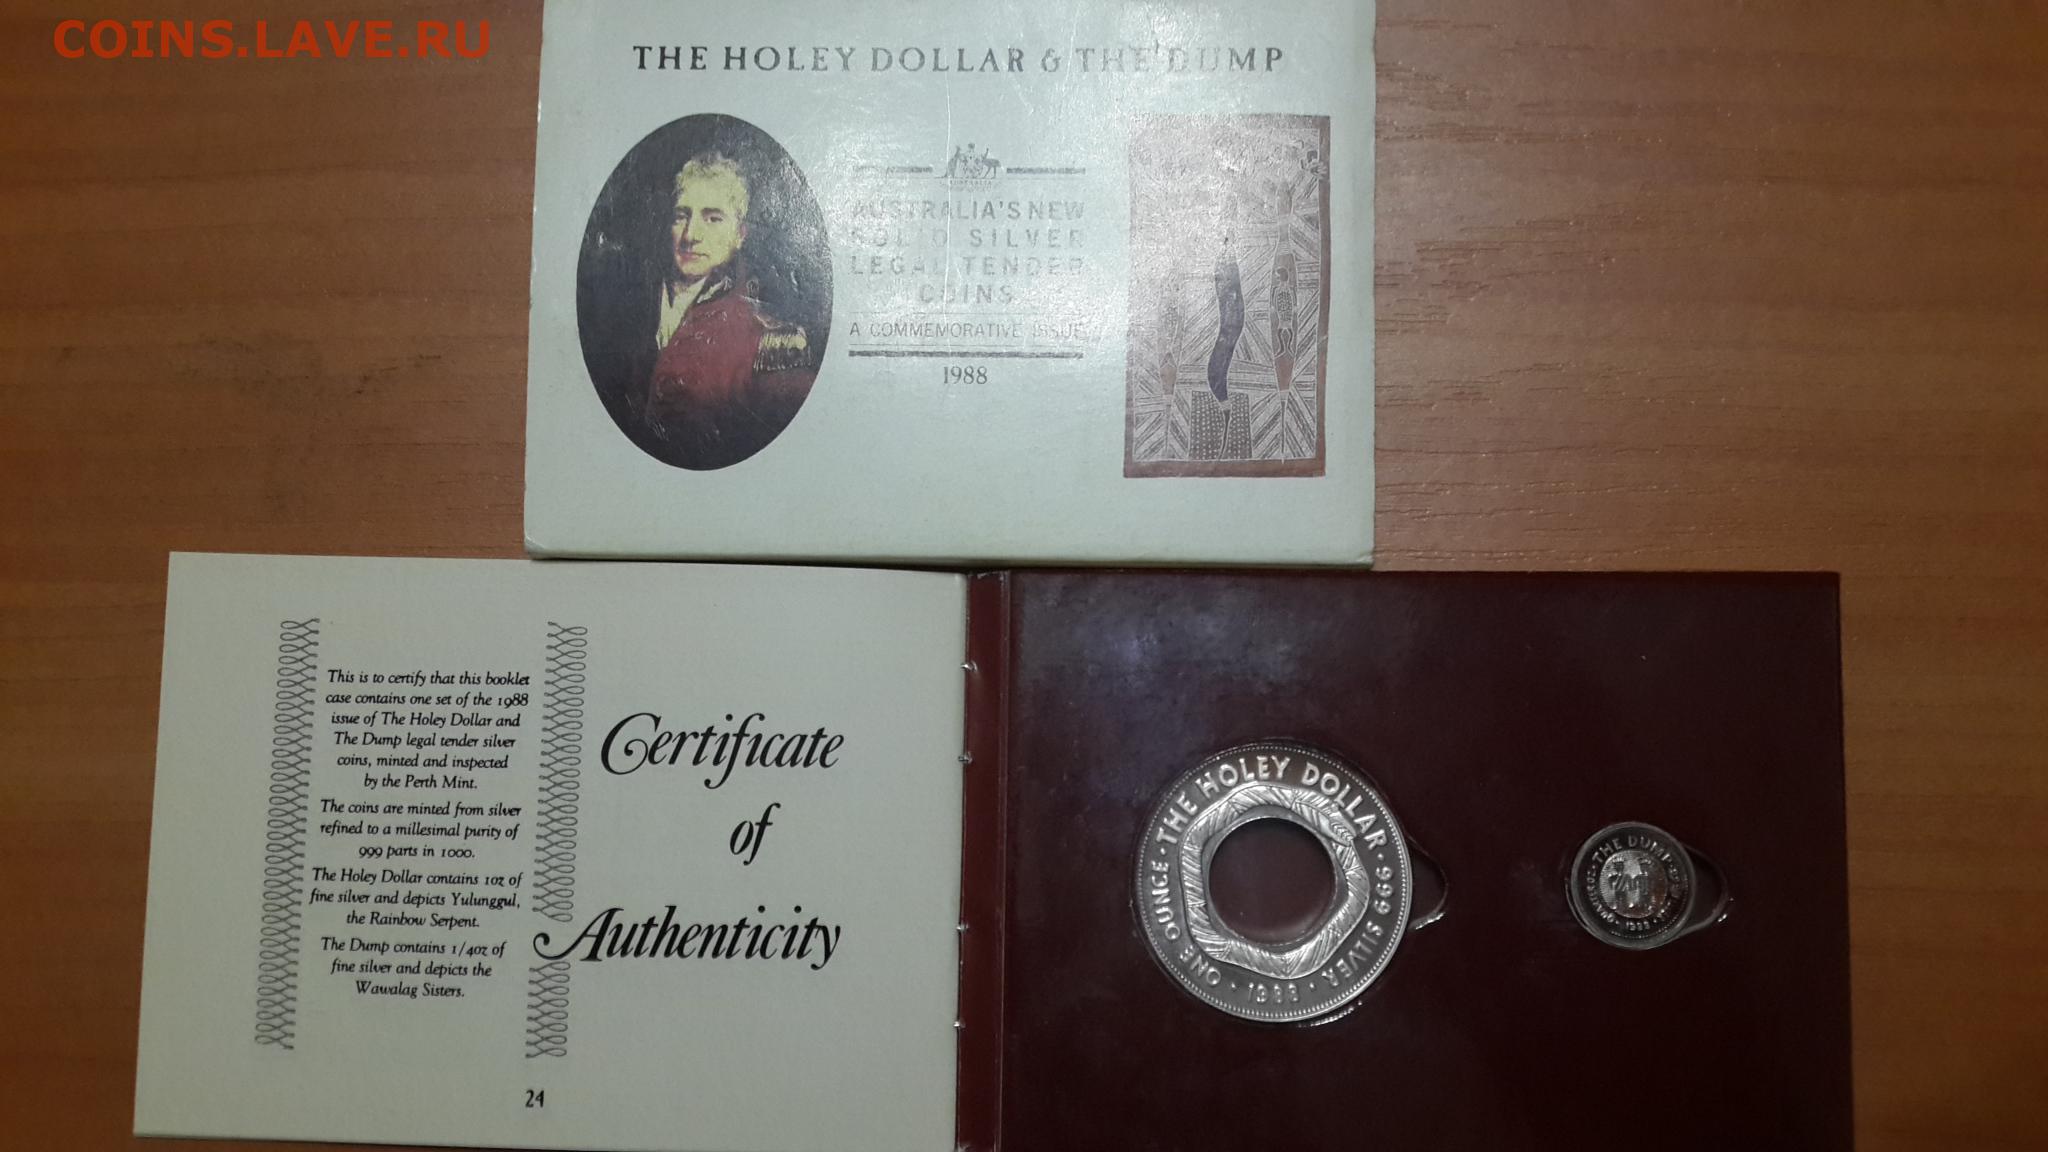 COINS.LAVE.RU
THE HOLEY DOLLAR & THE DUMP
AUSTRALIA
AUSTRALIA'S NEW
SOLID SILVER
LEGAL TENDER
COINS
A COMMEMORATIVE ISSUE
1988
This is to certify that this booklet
case contains one set of the 1988
issue of The Holey Dollar and
The Dump legal tender silver
coins, minted and inspected
by the Perth Mint.
The coins are minted from silver
refined to a millesimal purity of
999 parts in 1000.
The Holey Dollar contains 1oz of
fine silver and depicts Yulunggul,
the Rainbow Serpent.
The Dump contains 1/4oz of
fine silver and depicts the
Wawalag Sisters.
Certificate
of
Authenticity
24
ONE OUNCE · THE HOLEY DOLLAR · 999 SILVER · 1988 ·
THE DUMP
1988